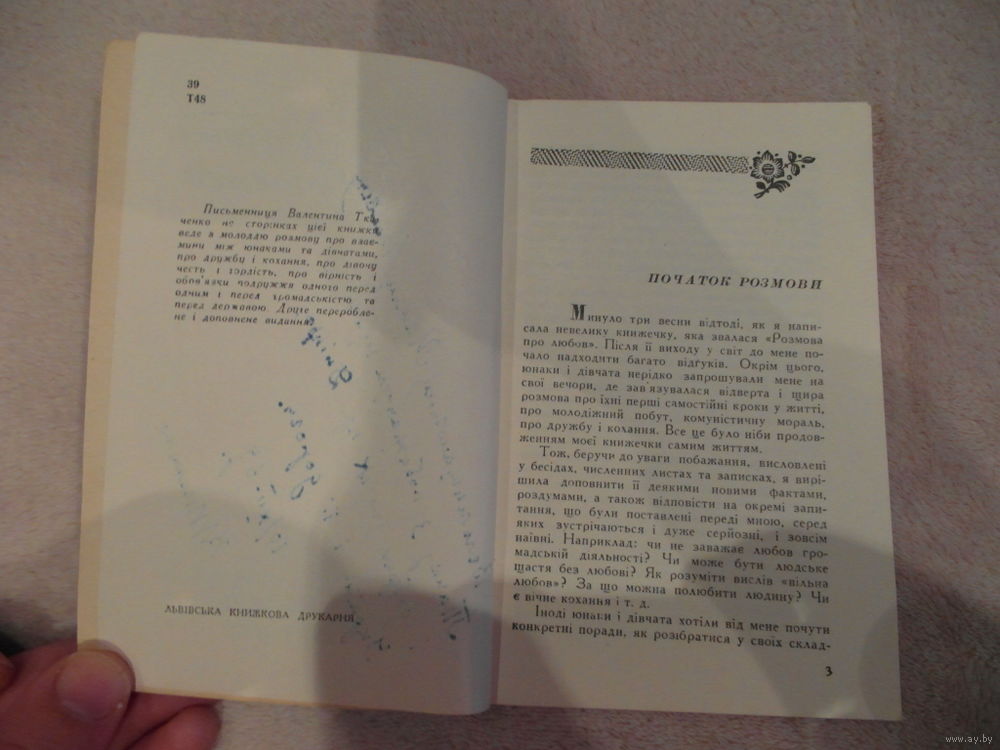 39
Т48
Письменниця Валентина Тка-
ченко на сторінках цієї книжки
веде з молоддю розмову про взає-
мини між юнаками та дівчатами,
про дружбу і кохання, про дівочу
честь і гордість, про вірність і
обов'язки подружжя одного перед
одним і перед громадськістю та
перед державою. Друге перероблe-
не і доповнене видання.
ЛЬВІВСЬКА КНИЖКОВА ДРУКАРНЯ
ПОЧАТОК РОЗМОВИ
Минуло три весни відтоді, як я напи-
сала невелику книжечку, яка звалася «Розмова
про любов». Після її виходу у світ до мене по-
чало надходити багато відгуків. Окрім цього,
юнаки і дівчата нерідко запрошували мене на
свої вечори, де зав'язувалася відверта і щира
розмова про їхні перші самостійні кроки у житті,
про молодіжний побут, комуністичну мораль,
про дружбу і кохання. Все це було ніби продов-
женням моєї книжечки самим життям.
Тож, беручи до уваги побажання, висловлені
у бесідах, численних листах та записках, я вирі-
шила доповнити її деякими новими фактами,
роздумами, а також відповісти на окремі запи-
тання, що були поставлені переді мною, серед
яких зустрічаються і дуже серйозні, і зовсім
наївні. Наприклад: чи не заважає любов гро-
мадській діяльності? Чи може бути людське
щастя без любові? Як розуміти вислів «вільна
любов»? За що можна полюбити людину? Чи
є вічне кохання і т. д.
Іноді юнаки і дівчата хотіли від мене почути
конкретні поради, як розібратися у своїх склад-
3
www.ay.by